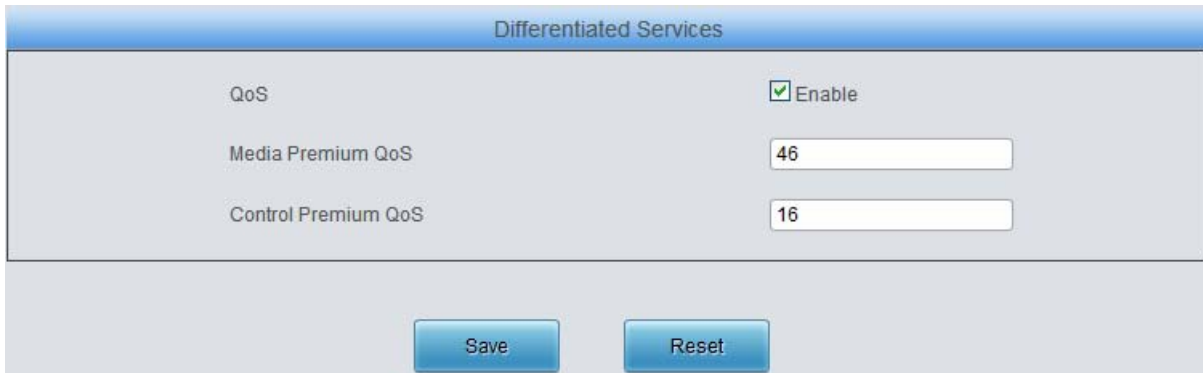 Differentiated Services
QoS Enable
Media Premium QoS 46
Control Premium QoS 16
Save Reset